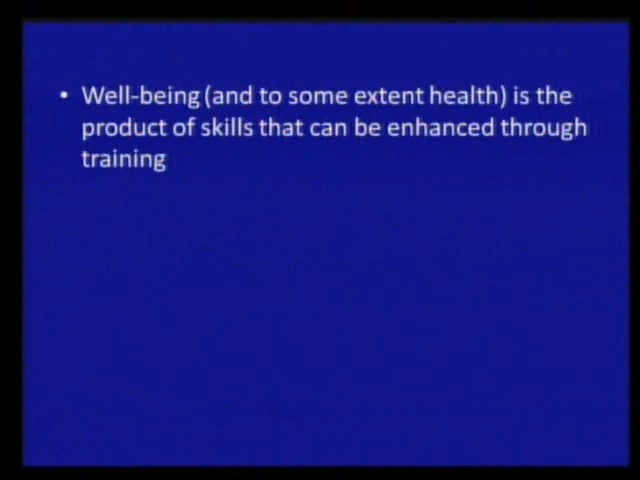 • Well-being (and to some extent health) is the
product of skills that can be enhanced through
training